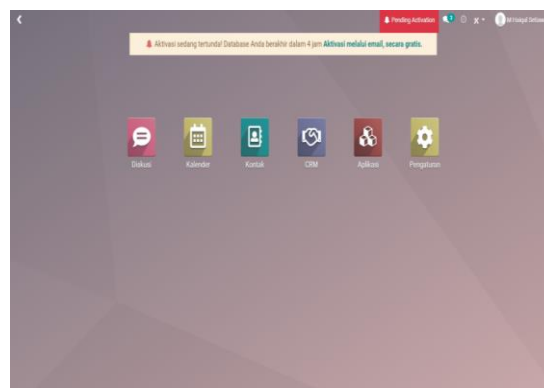 Pending Activation
Aktivasi sedang tertunda! Database Anda berakhir dalam 4 jam Aktivasi melalui email, secara gratis.
Diskusi
Kalender
Kontak
CRM
Aplikasi
Pengaturan